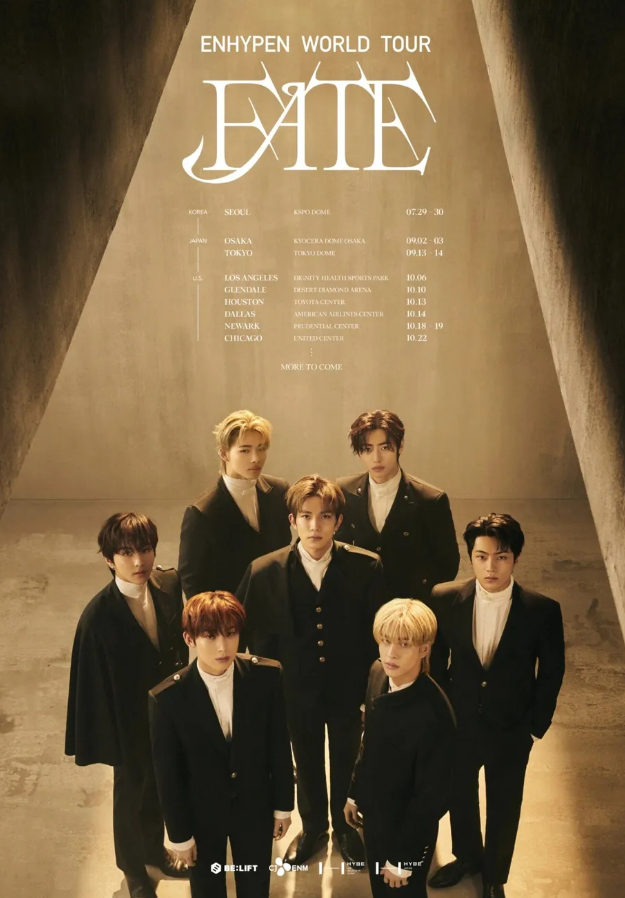 ENHYPEN WORLD TOUR
FATE
KOREA SEOUL KSPO DOME 07.29 - 30
JAPAN OSAKA KYOCERA DOME OSAKA 09.02 - 03
TOKYO TOKYO DOME 09.13 - 14
U.S. LOS ANGELES DIGNITY HEALTH SPORTS PARK 10.06
GLENDALE DESERT DIAMOND ARENA 10.10
HOUSTON TOYOTA CENTER 10.13
DALLAS AMERICAN AIRLINES CENTER 10.14
NEWARK PRUDENTIAL CENTER 10.18 - 19
CHICAGO UNITED CENTER 10.22
MORE TO COME
BE:LIFT CJ ENM HYBE HYBE